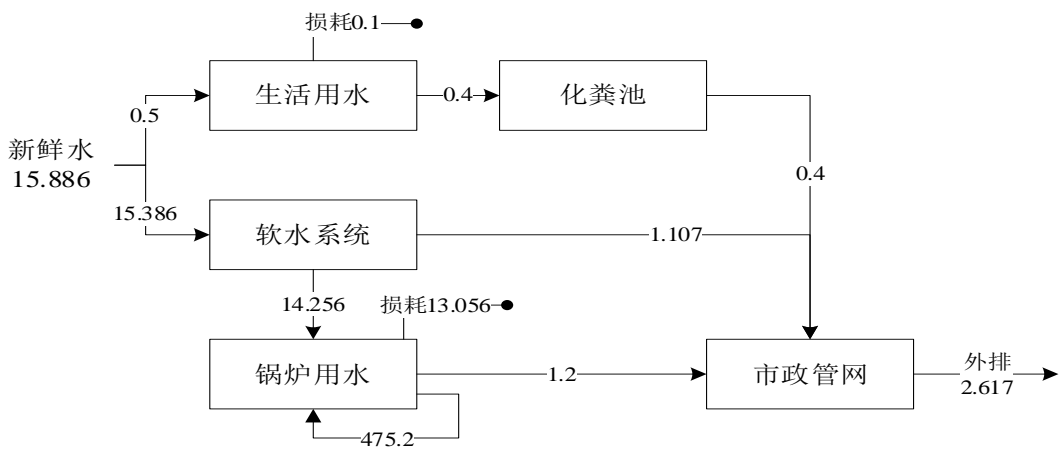 损耗0.1
生活用水
0.4
化粪池
0.5
新鲜水
15.886
0.4
15.386
软水系统
1.107
14.256
损耗13.056
锅炉用水
1.2
市政管网
外排
2.617
475.2